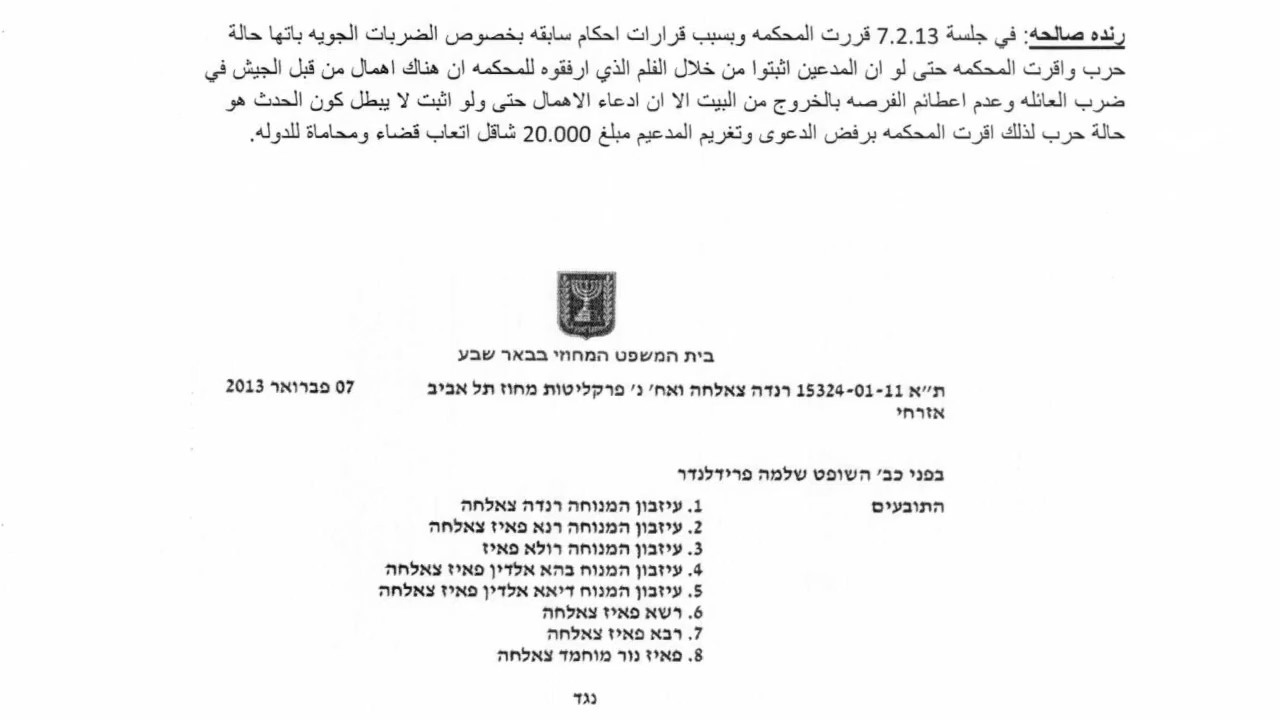 رنده صالحه: في جلسة 7.2.13 قررت المحكمه وبسبب قرارات احكام سابقه بخصوص الضربات الجويه باتها حالة
حرب واقرت المحكمه حتى لو ان المدعين اثبتوا من خلال الفلم الذي ارفقوه للمحكمه ان هناك اهمال من قبل الجيش في
ضرب العائله وعدم اعطائم الفرصه بالخروج من البيت الا ان ادعاء الاهمال حتى ولو اثبت لا يبطل كون الحدث هو
حالة حرب لذلك اقرت المحكمه برفض الدعوى وتغريم المدعيم مبلغ 20.000 شاقل اتعاب قضاء ومحاماة للدوله.
בית המשפט המחוזי בבאר שבע
ת"א 15324-01-11 רנדה צאלחה ואח' נ' פרקליטות מחוז תל אביב 07 פברואר 2013
אזרחי
בפני כב' השופט שלמה פרידלנדר
התובעים 1. עיזבון המנוחה רנדה צאלחה
2. עיזבון המנוחה רנא פאיז צאלחה
3. עיזבון המנוחה רולא פאיז
4. עיזבון המנוח בהא אלדין פאיז צאלחה
5. עיזבון המנוח דיאא אלדין פאיז צאלחה
6. רשא פאיז צאלחה
7. רבא פאיז צאלחה
8. פאיז נור מוחמד צאלחה
נגד